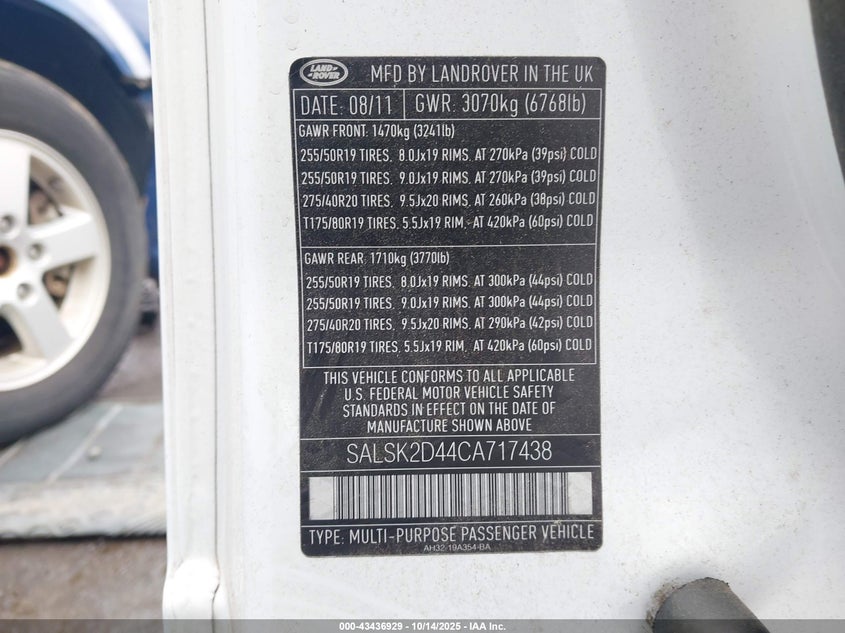 LAND ROVER
MFD BY LANDROVER IN THE UK
DATE: 08/11 GWR: 3070kg (6768lb)
GAWR FRONT: 1470kg (3241lb)
255/50R19 TIRES, 8.0Jx19 RIMS, AT 270kPa (39psi) COLD
255/50R19 TIRES, 9.0Jx19 RIMS, AT 270kPa (39psi) COLD
275/40R20 TIRES, 9.5Jx20 RIMS, AT 260kPa (38psi) COLD
T175/80R19 TIRES, 5.5Jx19 RIM, AT 420kPa (60psi) COLD
GAWR REAR: 1710kg (3770lb)
255/50R19 TIRES, 8.0Jx19 RIMS, AT 300kPa (44psi) COLD
255/50R19 TIRES, 9.0Jx19 RIMS, AT 300kPa (44psi) COLD
275/40R20 TIRES, 9.5Jx20 RIMS, AT 290kPa (42psi) COLD
T175/80R19 TIRES, 5.5Jx19 RIM, AT 420kPa (60psi) COLD
THIS VEHICLE CONFORMS TO ALL APPLICABLE
U.S. FEDERAL MOTOR VEHICLE SAFETY
STANDARDS IN EFFECT ON THE DATE OF
MANUFACTURE SHOWN ABOVE
SALSK2D44CA717438
TYPE: MULTI-PURPOSE PASSENGER VEHICLE
AH32-19A354-BA
000-43436929 - 10/14/2025 - IAA Inc.